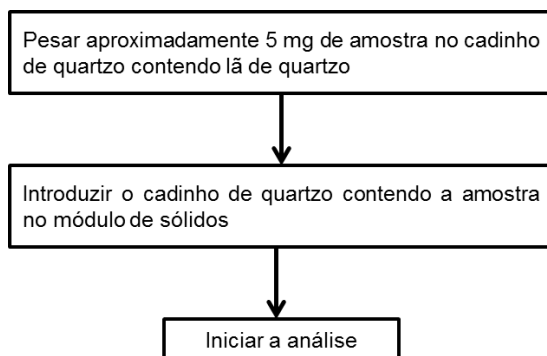 Pesar aproximadamente 5 mg de amostra no cadinho
de quartzo contendo lã de quartzo
Introduzir o cadinho de quartzo contendo a amostra
no módulo de sólidos
Iniciar a análise